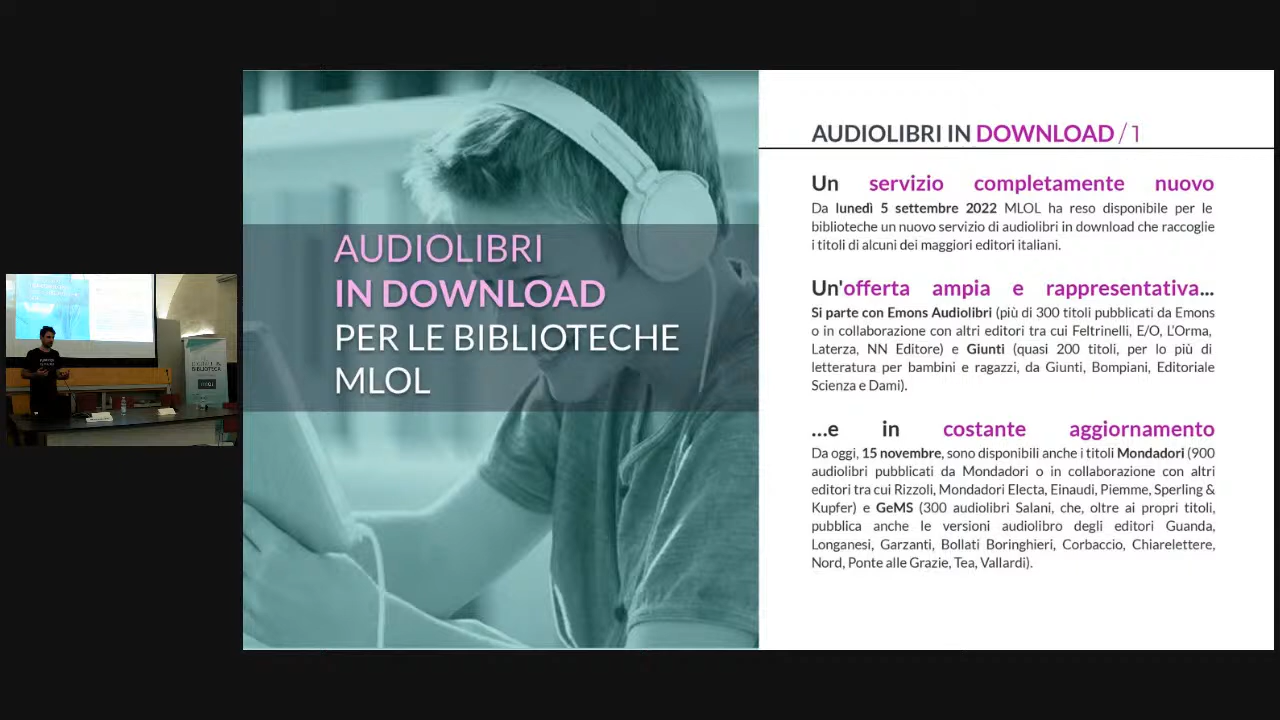 AUDIOLIBRI
IN DOWNLOAD
PER LE BIBLIOTECHE
MLOL
AUDIOLIBRI IN DOWNLOAD / 1
Un servizio completamente nuovo
Da lunedì 5 settembre 2022 MLOL ha reso disponibile per le
biblioteche un nuovo servizio di audiolibri in download che raccoglie
i titoli di alcuni dei maggiori editori italiani.
Un'offerta ampia e rappresentativa...
Si parte con Emons Audiolibri (più di 300 titoli pubblicati da Emons
o in collaborazione con altri editori tra cui Feltrinelli, E/O, L'Orma,
Laterza, NN Editore) e Giunti (quasi 200 titoli, per lo più di
letteratura per bambini e ragazzi, da Giunti, Bompiani, Editoriale
Scienza e Dami).
...e in costante aggiornamento
Da oggi, 15 novembre, sono disponibili anche i titoli Mondadori (900
audiolibri pubblicati da Mondadori o in collaborazione con altri
editori tra cui Rizzoli, Mondadori Electa, Einaudi, Piemme, Sperling &
Kupfer) e GeMS (300 audiolibri Salani, che, oltre ai propri titoli,
pubblica anche le versioni audiolibro degli editori Guanda,
Longanesi, Garzanti, Bollati Boringhieri, Corbaccio, Chiarelettere,
Nord, Ponte alle Grazie, Tea, Vallardi).
BIBLIOTECA